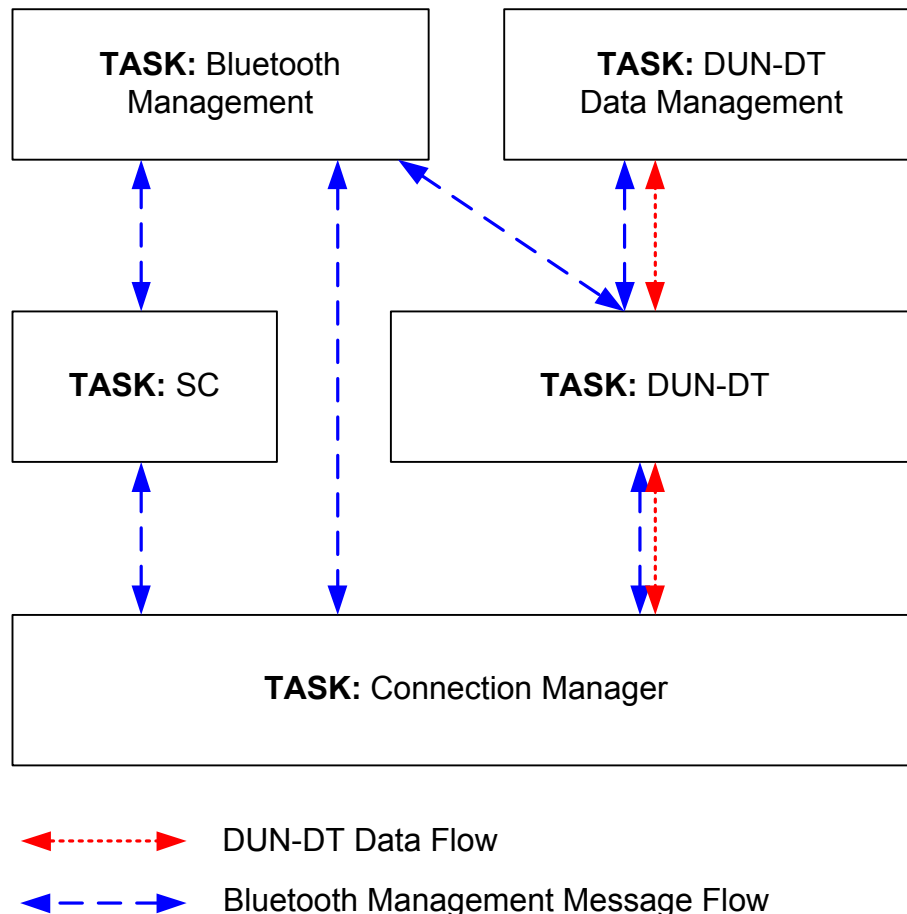 TASK: Bluetooth
Management
TASK: DUN-DT
Data Management
TASK: SC
TASK: DUN-DT
TASK: Connection Manager
DUN-DT Data Flow
Bluetooth Management Message Flow